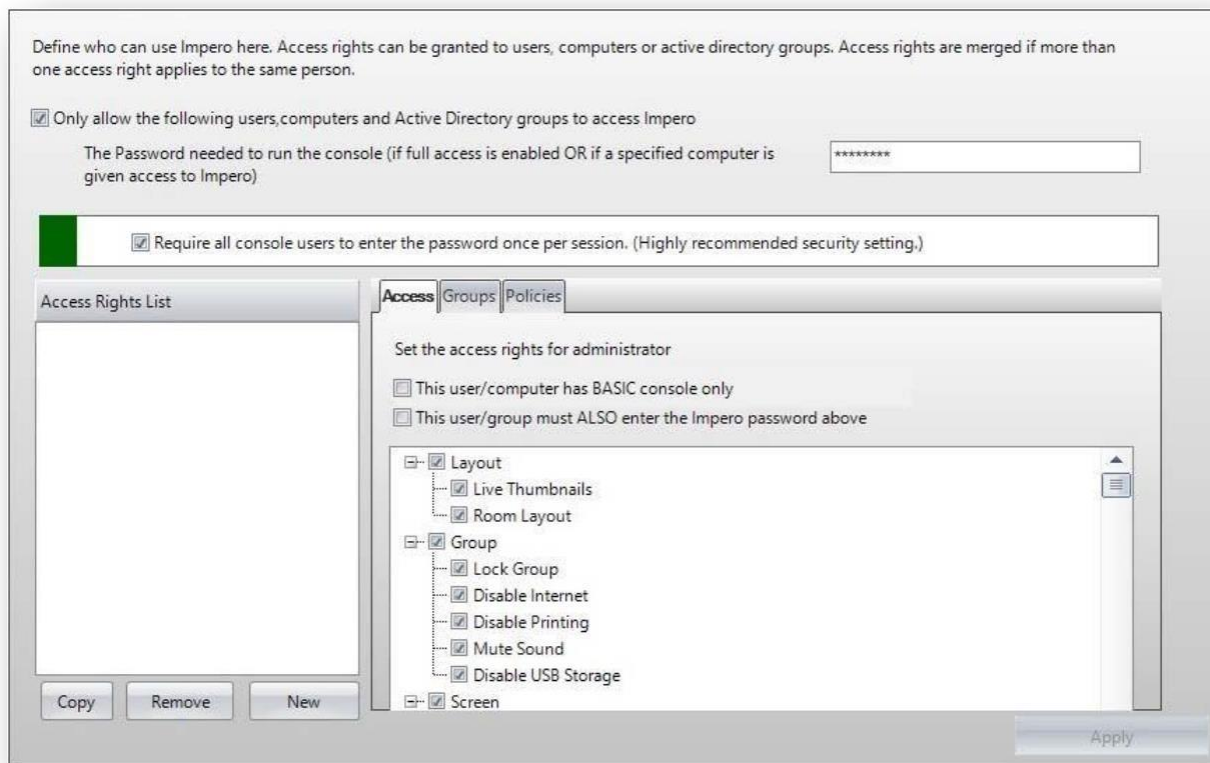 Define who can use Impero here. Access rights can be granted to users, computers or active directory groups. Access rights are merged if more than
one access right applies to the same person.
Only allow the following users,computers and Active Directory groups to access Impero
The Password needed to run the console (if full access is enabled OR if a specified computer is
given access to Impero)
********
Require all console users to enter the password once per session. (Highly recommended security setting.)
Access Rights List
Access Groups Policies
Set the access rights for administrator
This user/computer has BASIC console only
This user/group must ALSO enter the Impero password above
Layout
Live Thumbnails
Room Layout
Group
Lock Group
Disable Internet
Disable Printing
Mute Sound
Disable USB Storage
Screen
Copy Remove New
Apply